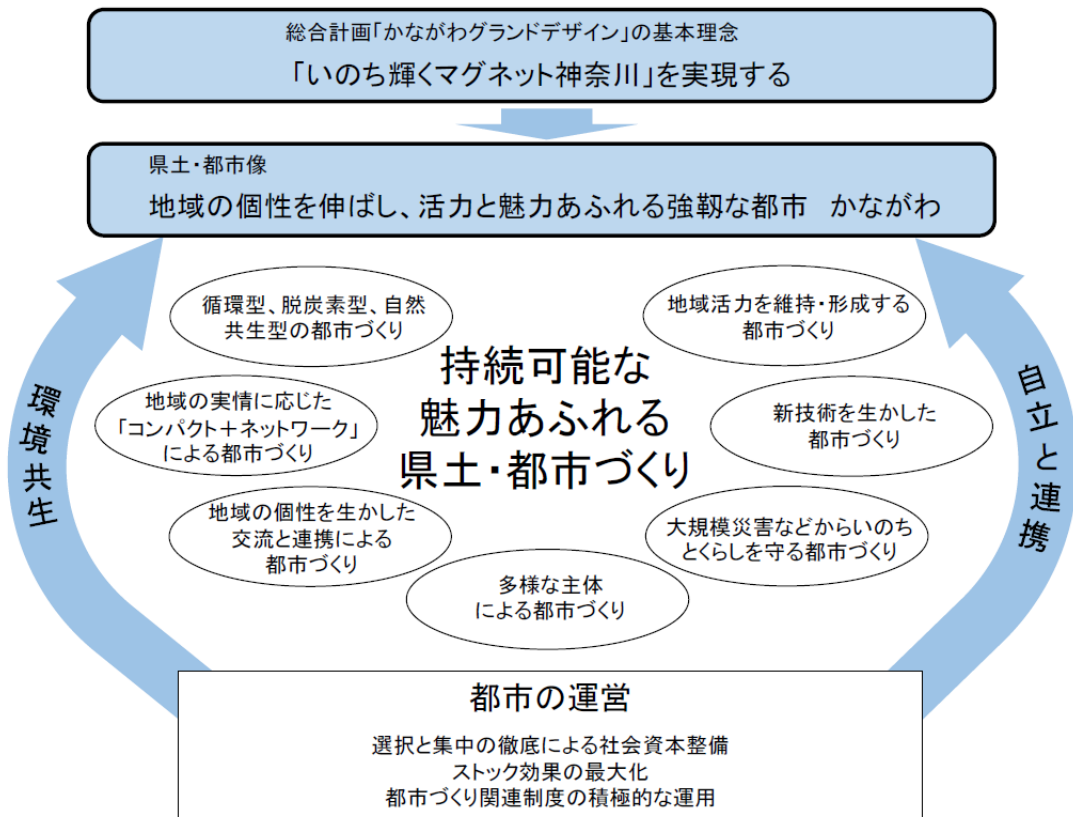 総合計画「かながわグランドデザイン」の基本理念
「いのち輝くマグネット神奈川」を実現する
県土・都市像
地域の個性を伸ばし、活力と魅力あふれる強靱な都市　かながわ
循環型、脱炭素型、自然
共生型の都市づくり
地域活力を維持・形成する
都市づくり
持続可能な
魅力あふれる
県土・都市づくり
環境共生
地域の実情に応じた
「コンパクト＋ネットワーク」
による都市づくり
新技術を生かした
都市づくり
自立と連携
地域の個性を生かした
交流と連携による
都市づくり
大規模災害などからいのち
とくらしを守る都市づくり
多様な主体
による都市づくり
都市の運営
選択と集中の徹底による社会資本整備
ストック効果の最大化
都市づくり関連制度の積極的な運用